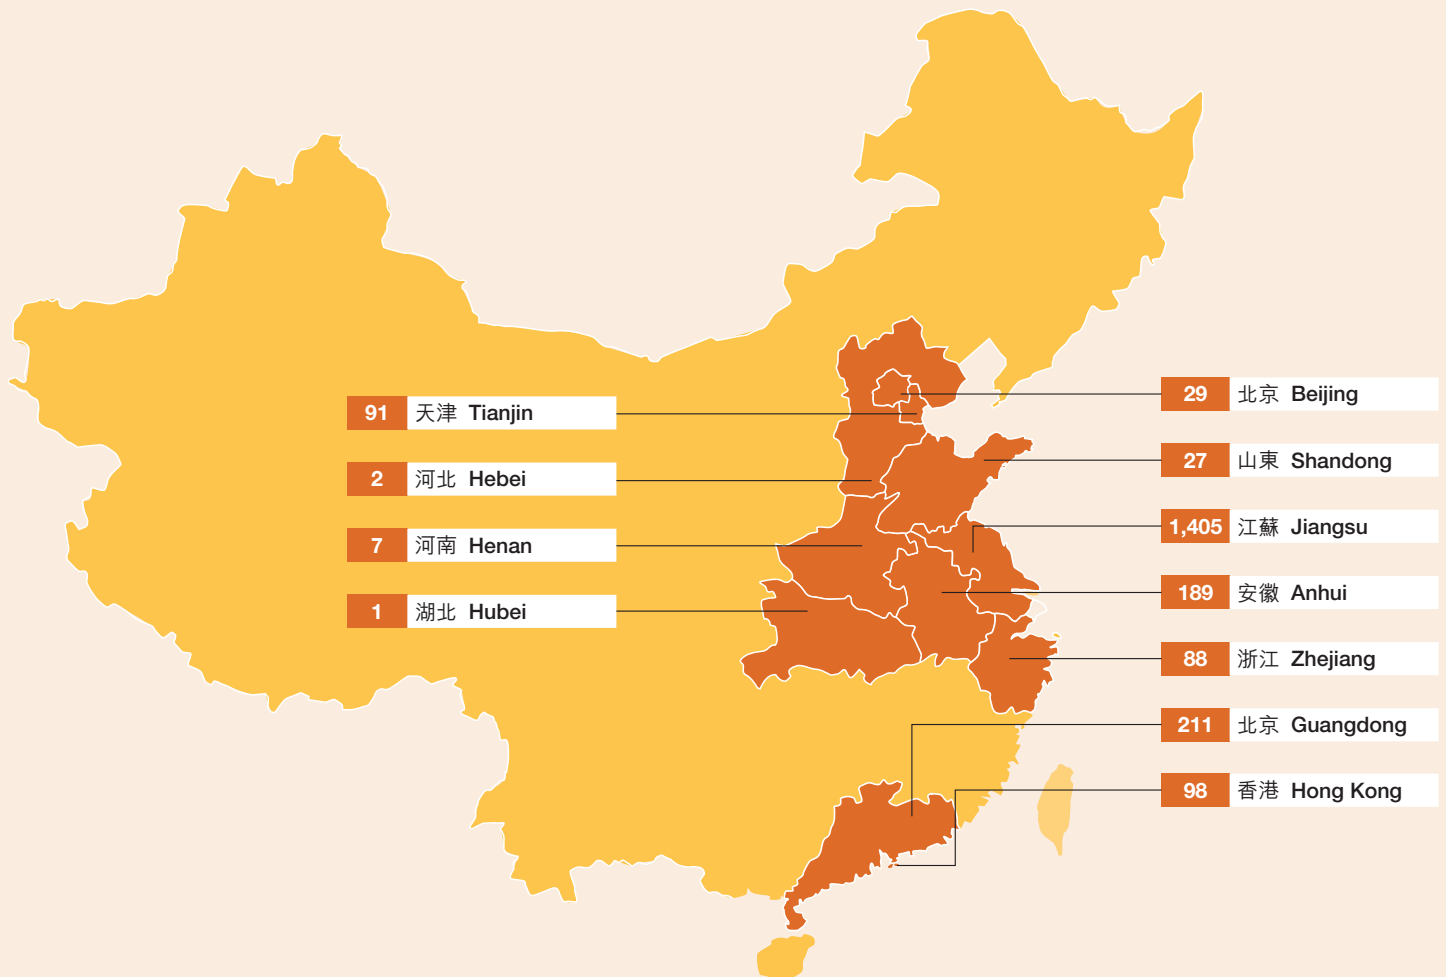 91 天津 Tianjin
2 河北 Hebei
7 河南 Henan
1 湖北 Hubei
29 北京 Beijing
27 山東 Shandong
1,405 江蘇 Jiangsu
189 安徽 Anhui
88 浙江 Zhejiang
211 北京 Guangdong
98 香港 Hong Kong